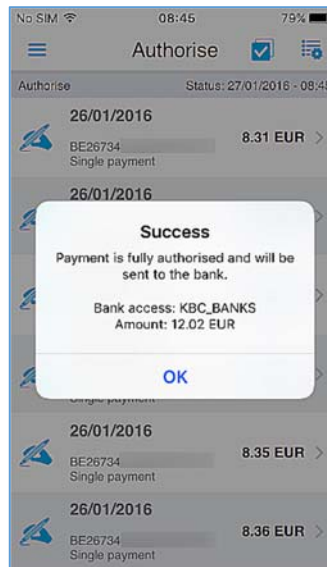 No SIM 08:45 79%
Authorise
Authorise Status: 27/01/2016 - 08:45
26/01/2016
8.31 EUR
BE26734
Single payment
26/01/2016
Success
Payment is fully authorised and will be
sent to the bank.
Bank access: KBC_BANKS
Amount: 12.02 EUR
OK
Single payment
26/01/2016
8.35 EUR
BE26734
Single payment
26/01/2016
8.36 EUR
BE26734
Single payment